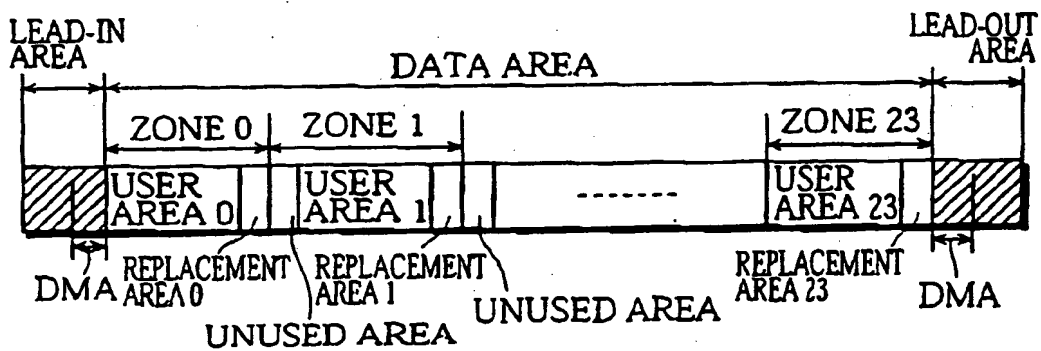 LEAD-IN
AREA
LEAD-OUT
AREA
DATA AREA
ZONE 0
ZONE 1
ZONE 23
USER
AREA 0
USER
AREA 1
USER
AREA 23
DMA
REPLACEMENT
AREA 0
REPLACEMENT
AREA 1
REPLACEMENT
AREA 23
DMA
UNUSED AREA
UNUSED AREA